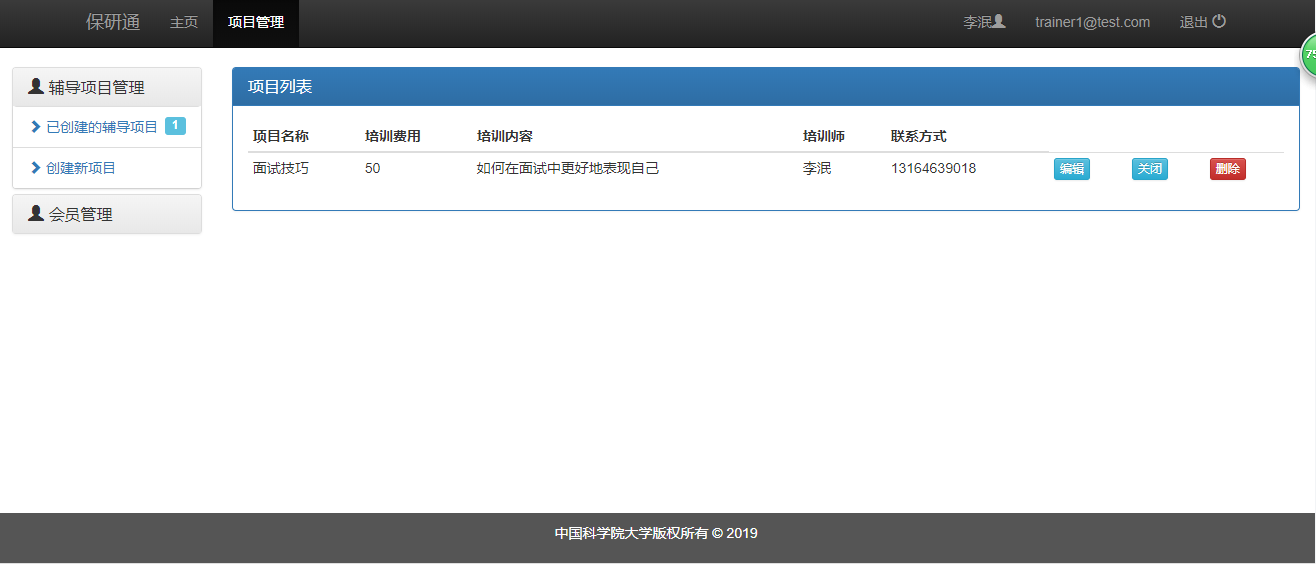 保研通 主页 项目管理 李泯 trainer1@test.com 退出
辅导项目管理
已创建的辅导项目 1
创建新项目
会员管理
项目列表
项目名称 培训费用 培训内容 培训师 联系方式
面试技巧 50 如何在面试中更好地表现自己 李泯 13164639018 编辑 关闭 删除
中国科学院大学版权所有 © 2019